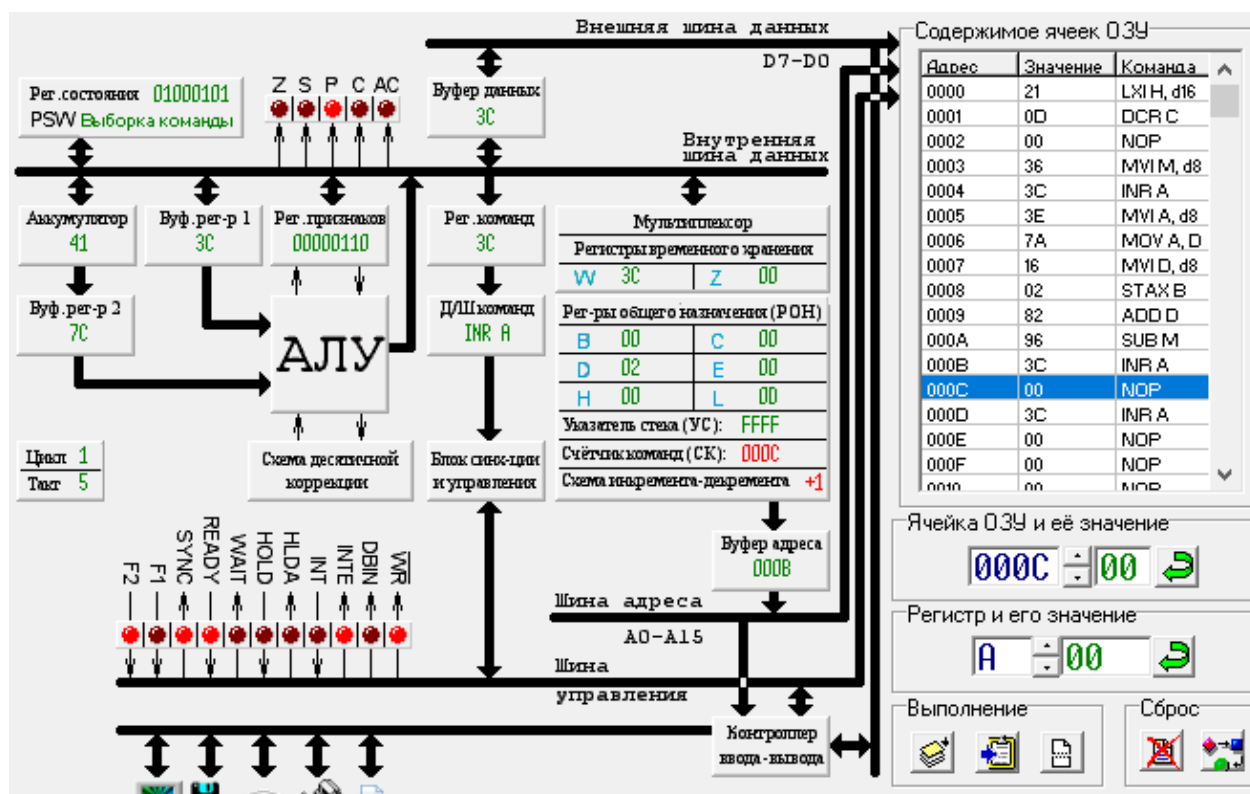 Внешняя шина данных
D7-D0
Рег.состояния 01000101
PSW Выборка команды
Z S P C AC
Буфер данных
3C
Внутренняя
шина данных
Аккумулятор
41
Буф.рег-р 1
3C
Рег.признаков
00000110
Рег.команд
3C
Мультиплексор
Регистры временного хранения
W 3C Z 00
Буф.рег-р 2
7C
АЛУ
Д/Ш команд
INR A
Рег-ры общего назначения (РОН)
B 00 C 00
D 02 E 00
H 00 L 00
Указатель стека (УС): FFFF
Счётчик команд (СК): 000C
Схема инкремента-декремента +1
Цикл 1
Такт 5
Схема десятичной
коррекции
Блок синх-ции
и управления
Буфер адреса
000B
F2 F1 SYNC READY WAIT HOLD HLDA INT INTE DBIN WR
Шина адреса
A0-A15
Шина
управления
Контроллер
ввода-вывода
Содержимое ячеек ОЗУ
Адрес Значение Команда
0000 21 LXI H, d16
0001 0D DCR C
0002 00 NOP
0003 36 MVI M, d8
0004 3C INR A
0005 3E MVI A, d8
0006 7A MOV A, D
0007 16 MVI D, d8
0008 02 STAX B
0009 82 ADD D
000A 96 SUB M
000B 3C INR A
000C 00 NOP
000D 3C INR A
000E 00 NOP
000F 00 NOP
0010 00 NOP
Ячейка ОЗУ и её значение
000C 00
Регистр и его значение
A 00
Выполнение
Сброс